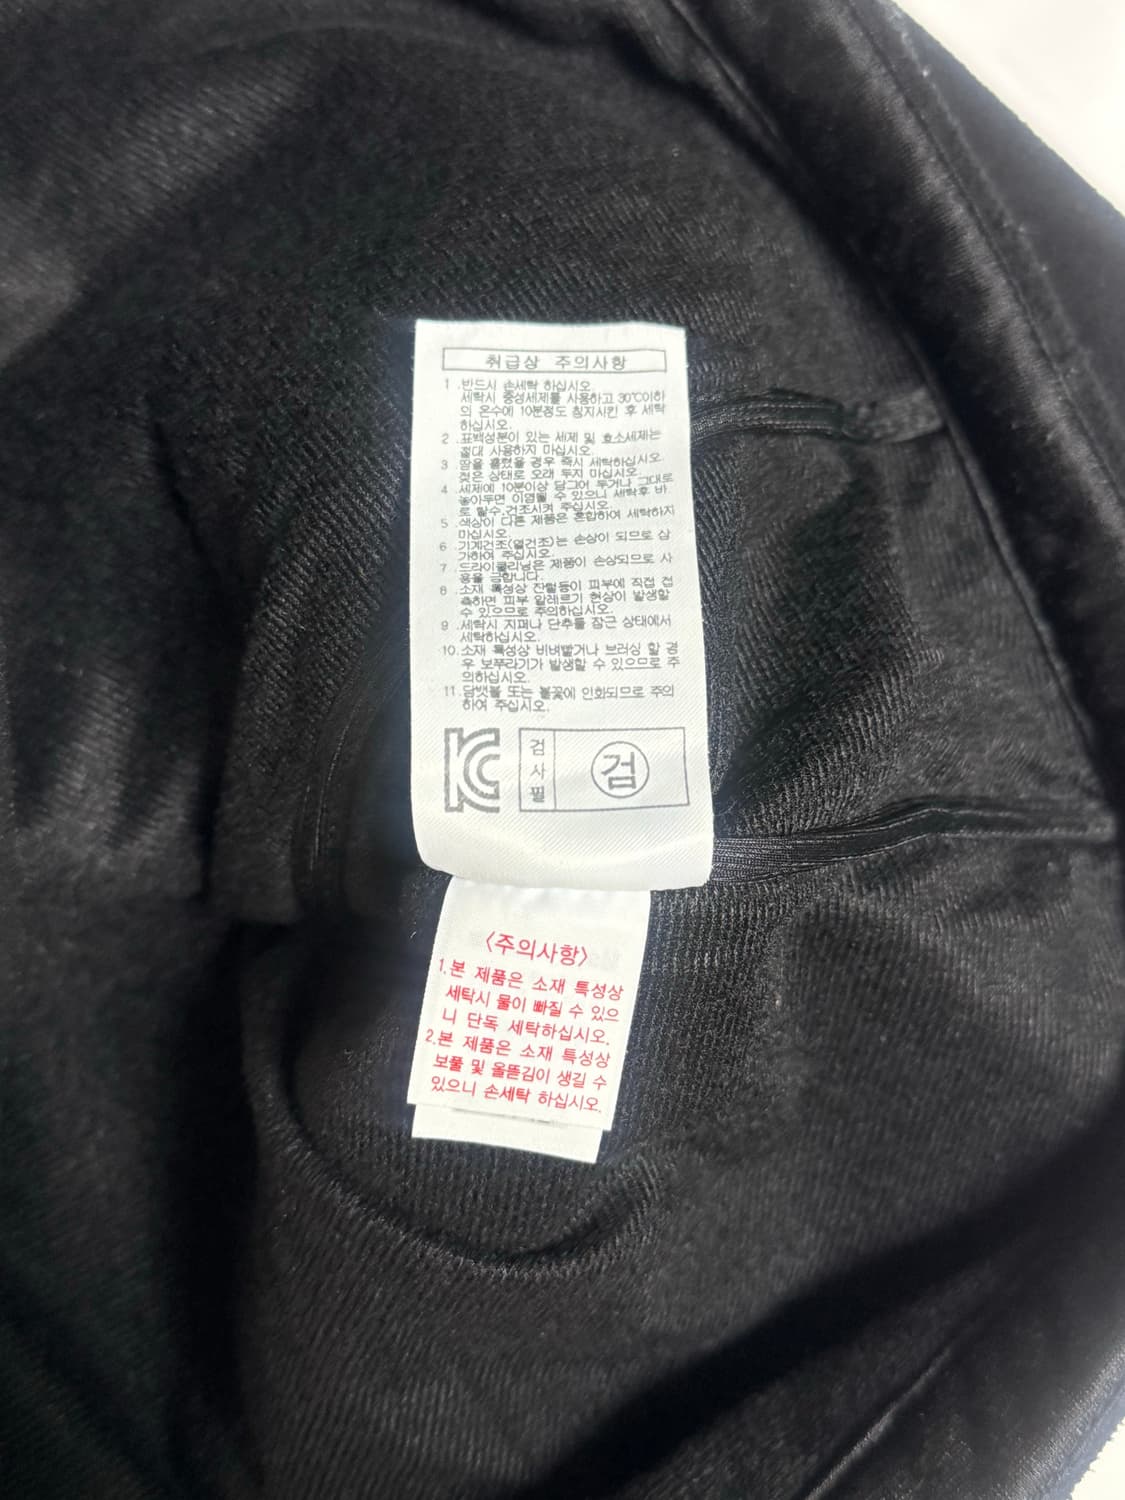 취급상 주의사항
1 .반드시 손세탁 하십시오.
세탁시 중성세제를 사용하고 30℃이하
의 온수에 10분정도 침지시킨 후 세탁
하십시오.
2 .표백성분이 있는 세제 및 효소세제는
절대 사용하지 마십시오.
3 .땀을 흘렸을 경우 즉시 세탁하십시오.
젖은 상태로 오래 두지 마십시오.
4 .세제에 10분이상 담그어 두거나 그대로
놓아두면 이염될 수 있으니 세탁후 바
로 탈수,건조시켜 주십시오.
5 .색상이 다른 제품은 혼합하여 세탁하지
마십시오.
6 .기계건조(열건조)는 손상이 되므로 삼
가하여 주십시오.
7 .드라이클리닝은 제품이 손상되므로 사
용을 금합니다.
8 .소재 특성상 잔털등이 피부에 직접 접
촉하면 피부 알레르기 현상이 발생할
수 있으므로 주의하십시오.
9 .세탁시 지퍼나 단추를 잠근 상태에서
세탁하십시오.
10.소재 특성상 비벼빨거나 브러싱 할 경
우 보푸라기가 발생할 수 있으므로 주
의하십시오.
11.담뱃불 또는 불꽃에 인화되므로 주의
하여 주십시오.
KC
검사필
검
<주의사항>
1.본 제품은 소재 특성상
세탁시 물이 빠질 수 있으
니 단독 세탁하십시오.
2.본 제품은 소재 특성상
보풀 및 올뜯김이 생길 수
있으니 손세탁 하십시오.